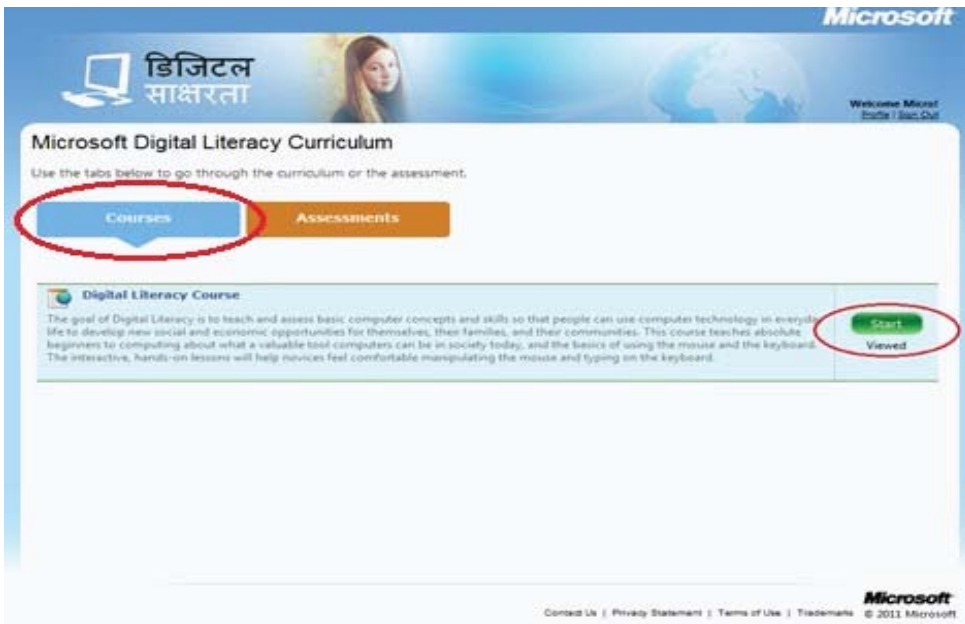 Microsoft
डिजिटल
साक्षरता
Welcome Micro!
Profile | Sign Out
Microsoft Digital Literacy Curriculum
Use the tabs below to go through the curriculum or the assessment.
Courses
Assessments
Digital Literacy Course
The goal of Digital Literacy is to teach and assess basic computer concepts and skills so that people can use computer technology in everyday
life to develop new social and economic opportunities for themselves, their families, and their communities. This course teaches absolute
beginners to computing about what a valuable tool computers can be in society today, and the basics of using the mouse and the keyboard.
The interactive, hands-on lessons will help novices feel comfortable manipulating the mouse and typing on the keyboard.
Start
Viewed
Microsoft
Contact Us | Privacy Statement | Terms of Use | Trademarks © 2011 Microsoft